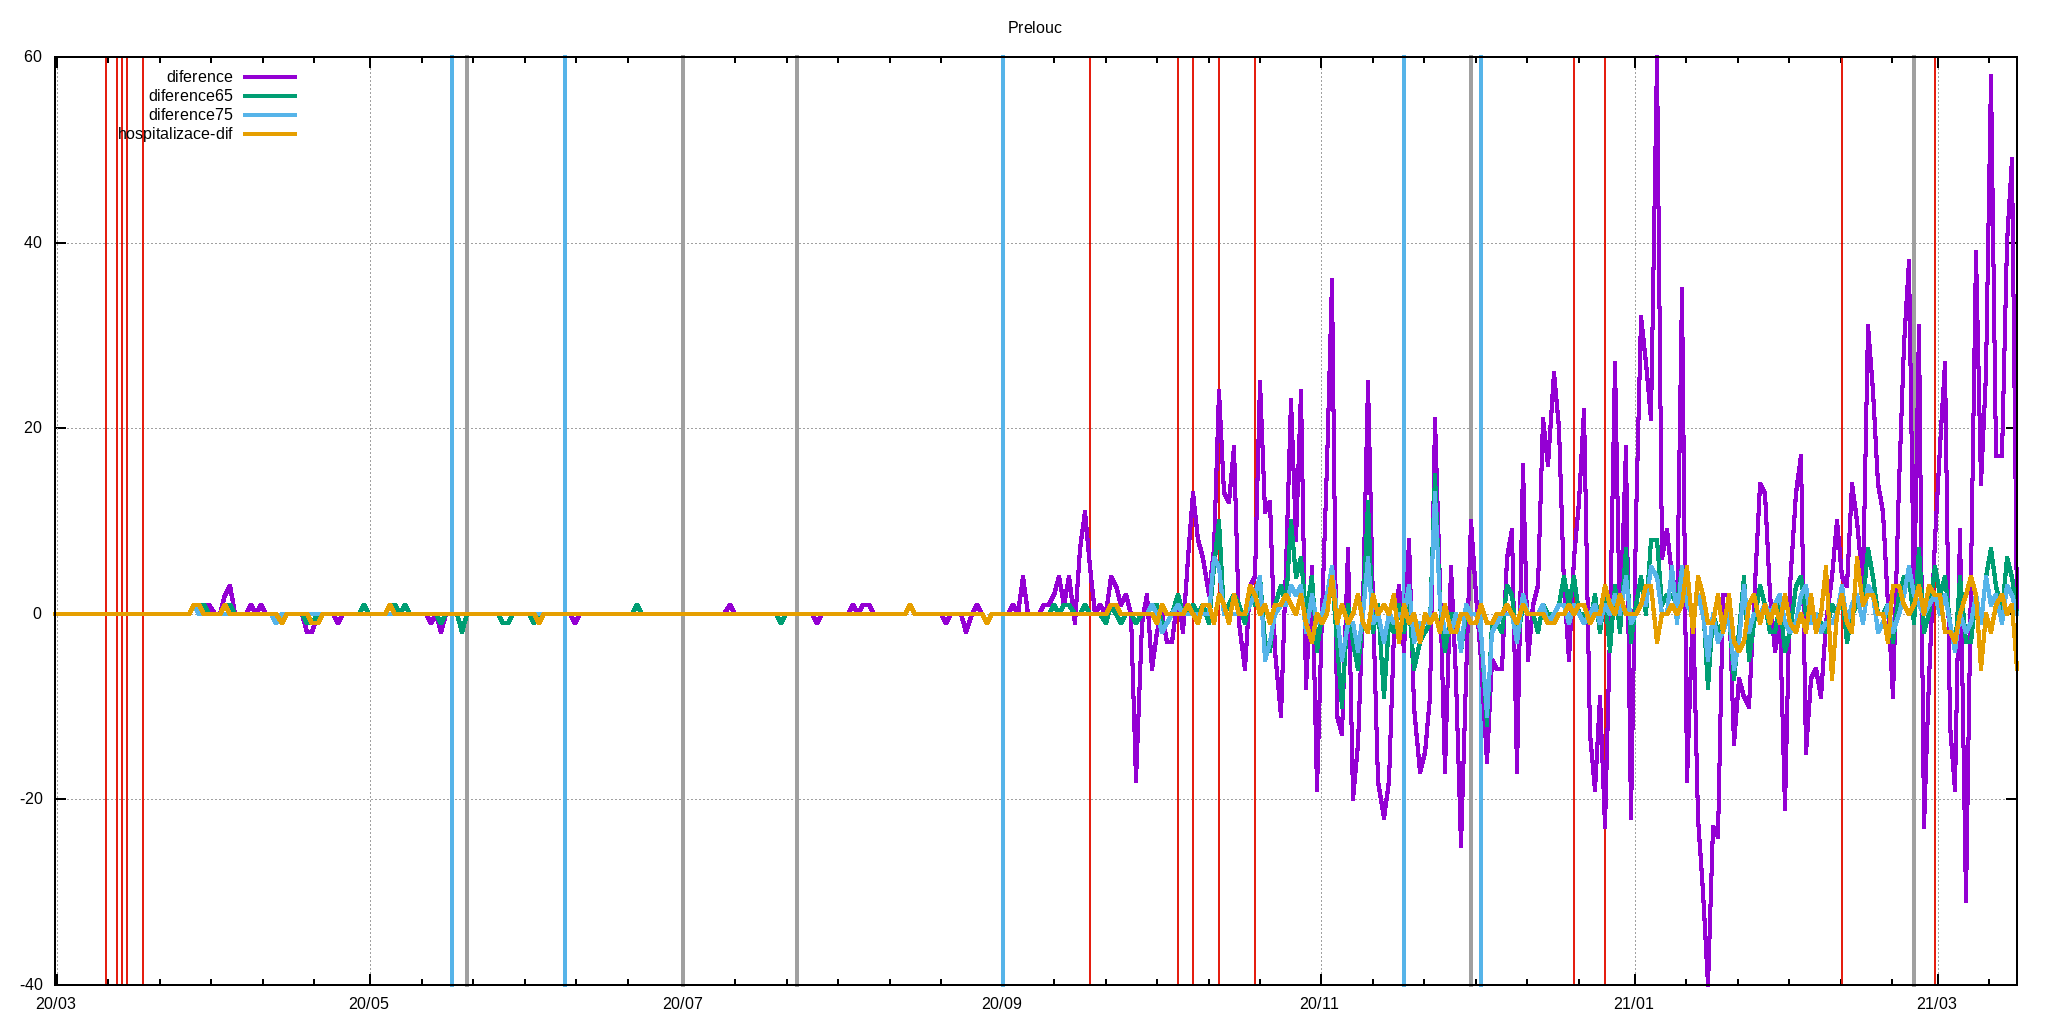 Prelouc
60
40
20
0
-20
-40
diference
diference65
diference75
hospitalizace-dif
20/03 20/05 20/07 20/09 20/11 21/01 21/03